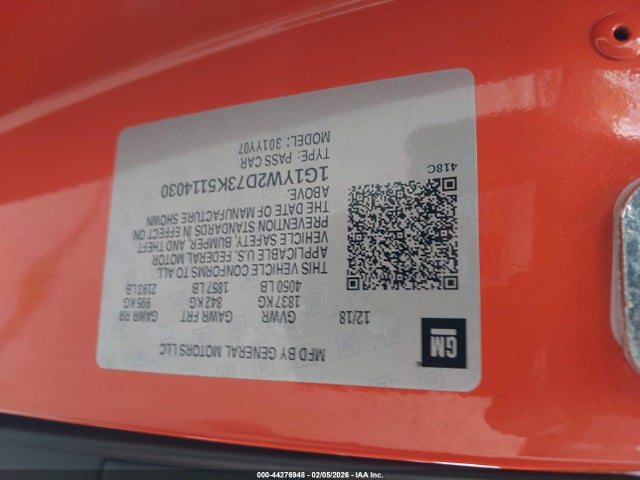 MFD BY GENERAL MOTORS LLC
GM
12/18
GVWR GAWR FRT GAWR RR
1837 KG 842 KG 995 KG
4050 LB 1857 LB 2193 LB
THIS VEHICLE CONFORMS TO ALL
APPLICABLE U.S. FEDERAL MOTOR
VEHICLE SAFETY, BUMPER, AND THEFT
PREVENTION STANDARDS IN EFFECT ON
THE DATE OF MANUFACTURE SHOWN
ABOVE.
1G1YW2D73K5114030
TYPE: PASS CAR
MODEL: 301YY07
418C
000-44276948 - 02/05/2026 - IAA Inc.